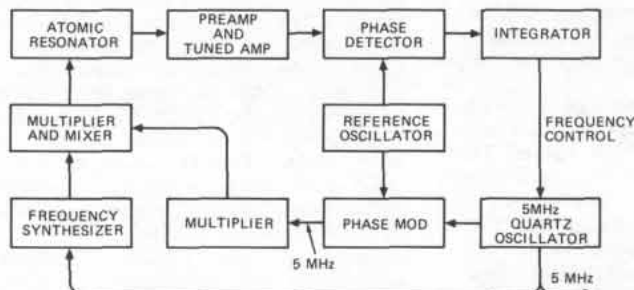 ATOMIC
RESONATOR
PREAMP
AND
TUNED AMP
PHASE
DETECTOR
INTEGRATOR
MULTIPLIER
AND MIXER
REFERENCE
OSCILLATOR
FREQUENCY
CONTROL
FREQUENCY
SYNTHESIZER
MULTIPLIER
PHASE MOD
5MHz
QUARTZ
OSCILLATOR
5 MHz
5 MHz